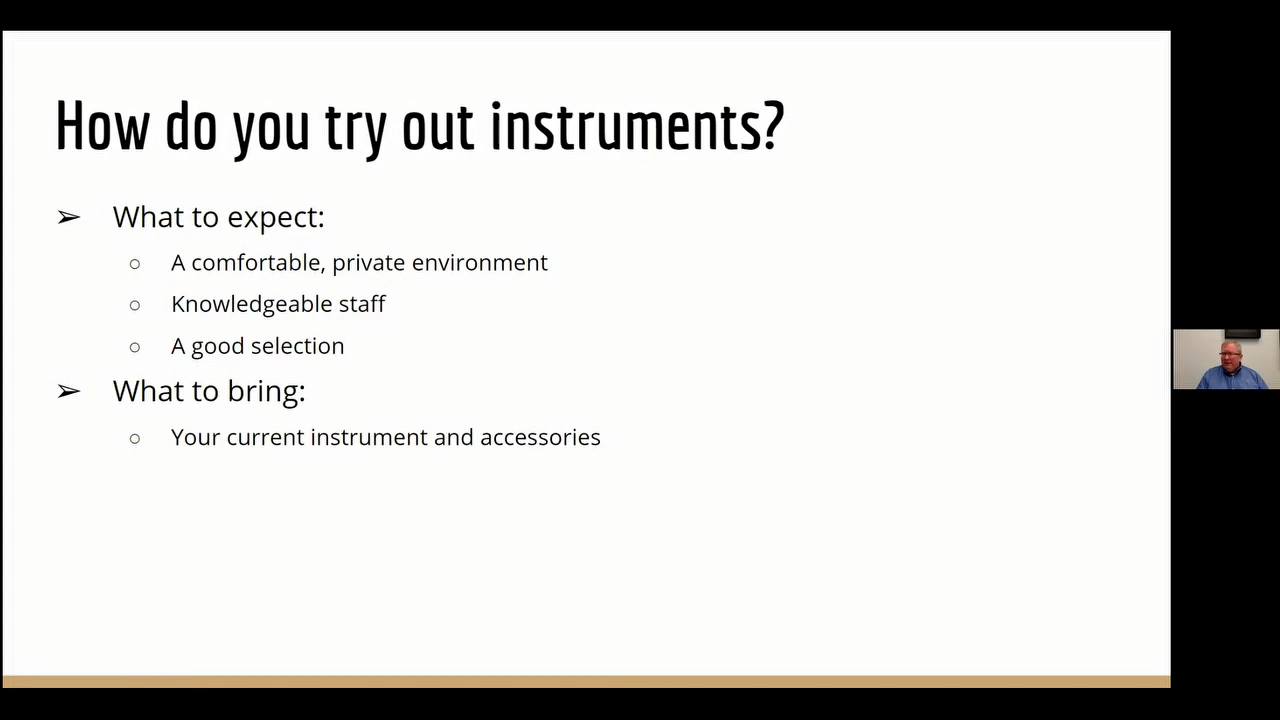 How do you try out instruments?
➢ What to expect:
○ A comfortable, private environment
○ Knowledgeable staff
○ A good selection
➢ What to bring:
○ Your current instrument and accessories